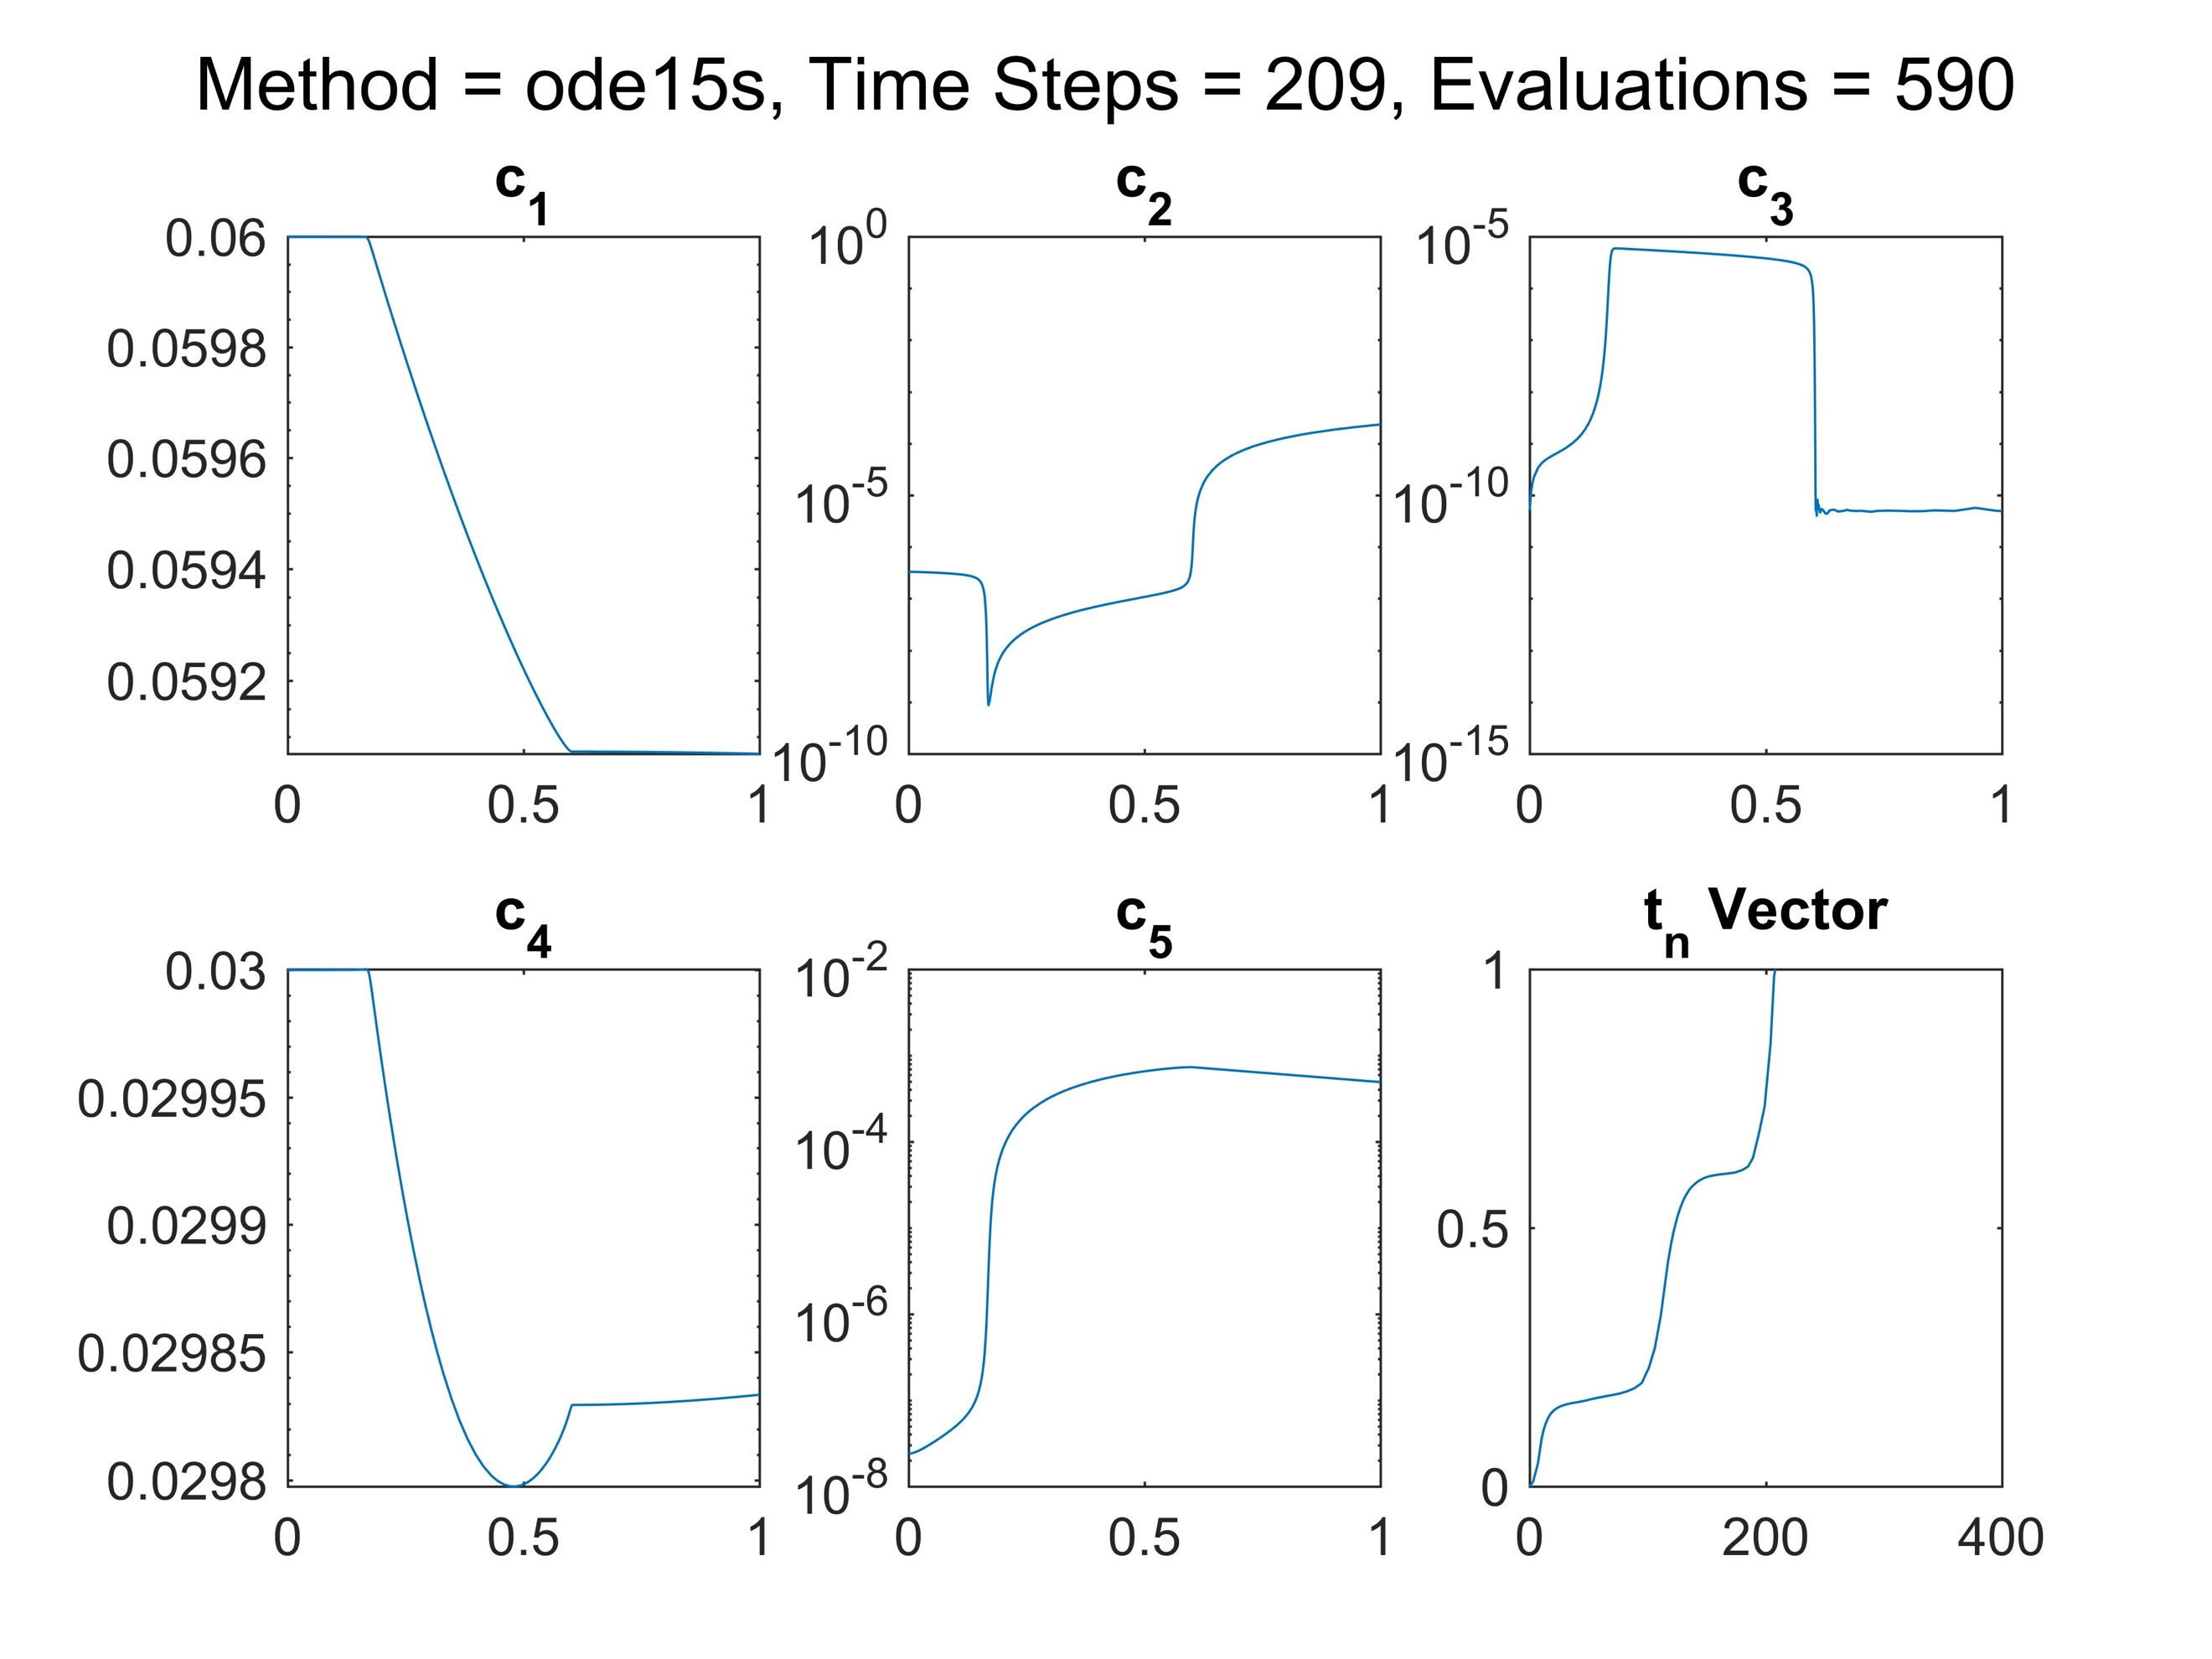 Method = ode15s, Time Steps = 209, Evaluations = 590
c₁
0.06
0.0598
0.0596
0.0594
0.0592
0 0.5 1
c₂
10⁰
10⁻⁵
10⁻¹⁰
0 0.5 1
c₃
10⁻⁵
10⁻¹⁰
10⁻¹⁵
0 0.5 1
c₄
0.03
0.02995
0.0299
0.02985
0.0298
0 0.5 1
c₅
10⁻²
10⁻⁴
10⁻⁶
10⁻⁸
0 0.5 1
tₙ Vector
1
0.5
0
0 200 400